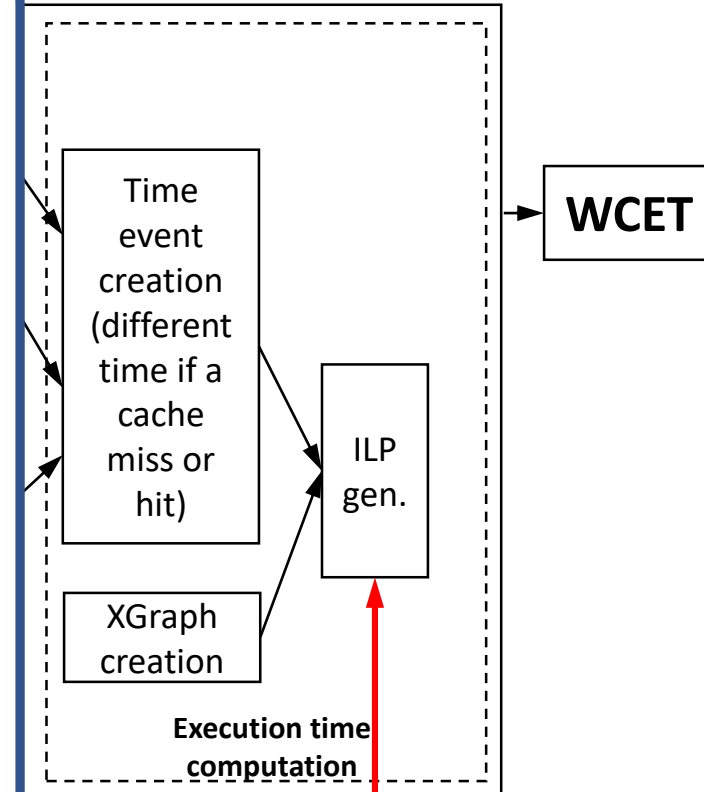 Time
event
creation
(different
time if a
cache
miss or
hit)
XGraph
creation
ILP
gen.
Execution time
computation
WCET